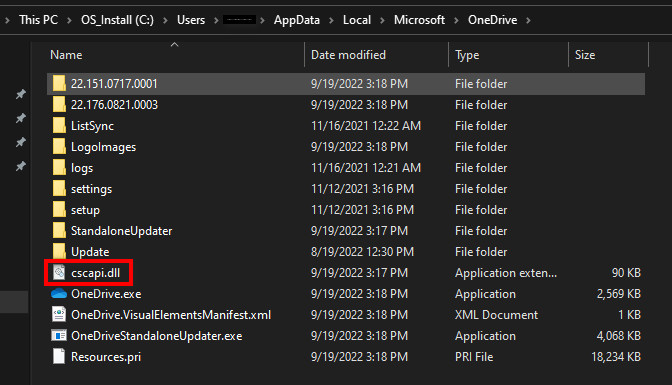 This PC > OS_Install (C:) > Users > > AppData > Local > Microsoft > OneDrive >
Name Date modified Type Size
22.151.0717.0001 9/19/2022 3:18 PM File folder
22.176.0821.0003 9/19/2022 3:18 PM File folder
ListSync 11/16/2021 12:22 AM File folder
LogoImages 9/19/2022 3:18 PM File folder
logs 11/16/2021 12:21 AM File folder
settings 11/12/2021 3:16 PM File folder
setup 11/12/2021 3:16 PM File folder
StandaloneUpdater 9/19/2022 3:17 PM File folder
Update 8/19/2022 12:30 PM File folder
cscapi.dll 9/19/2022 3:17 PM Application exten... 90 KB
OneDrive.exe 9/19/2022 3:18 PM Application 2,569 KB
OneDrive.VisualElementsManifest.xml 9/19/2022 3:18 PM XML Document 1 KB
OneDriveStandaloneUpdater.exe 9/19/2022 3:18 PM Application 4,068 KB
Resources.pri 9/19/2022 3:18 PM PRI File 18,234 KB